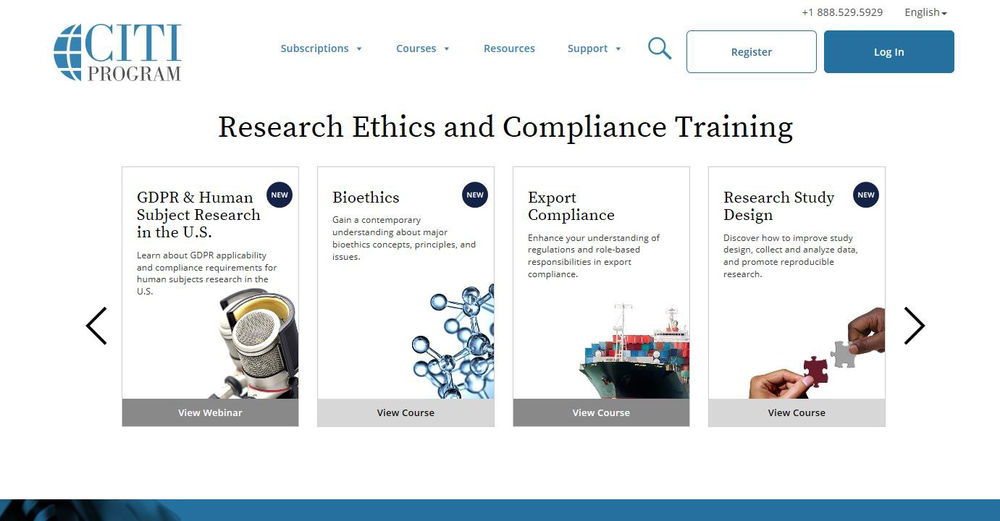 +1 888.529.5929 English
CITI
PROGRAM
Subscriptions Courses Resources Support Register Log In
Research Ethics and Compliance Training
GDPR & Human
Subject Research
in the U.S.
NEW
Learn about GDPR applicability
and compliance requirements for
human subjects research in the
U.S.
View Webinar
Bioethics
NEW
Gain a contemporary
understanding about major
bioethics concepts, principles, and
issues.
View Course
Export
Compliance
Enhance your understanding of
regulations and role-based
responsibilities in export
compliance.
View Course
Research Study
Design
NEW
Discover how to improve study
design, collect and analyze data,
and promote reproducible
research.
View Course